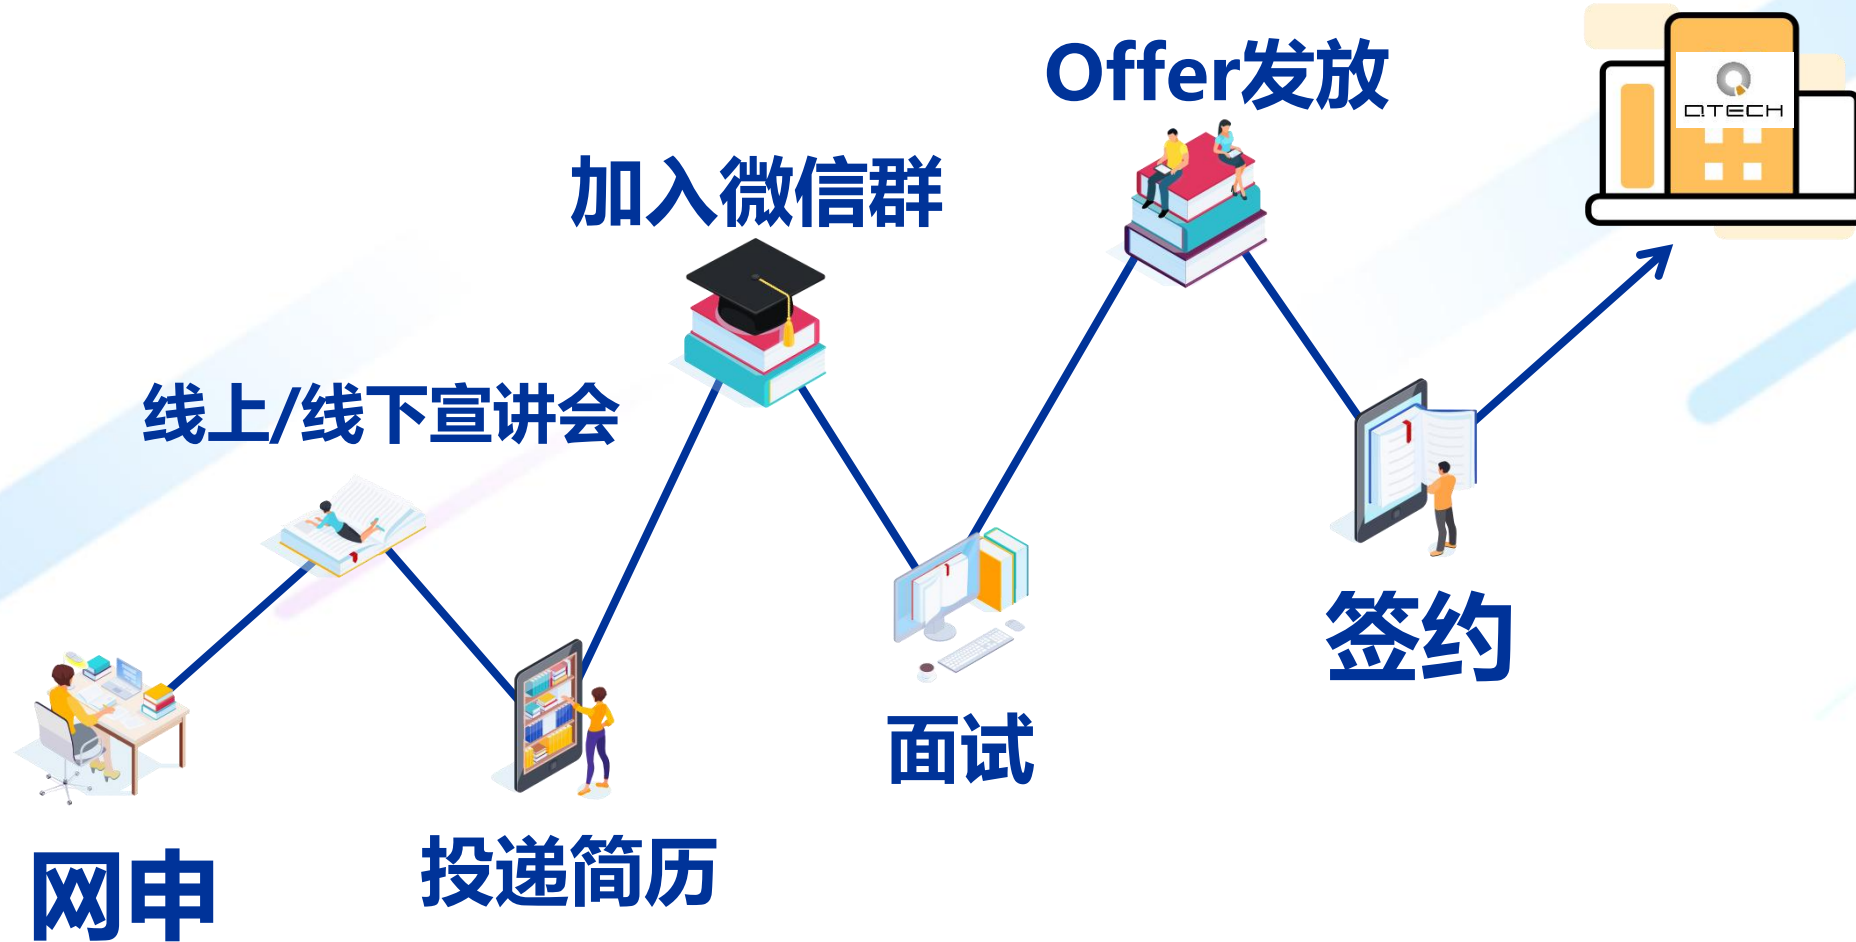 网申
线上/线下宣讲会
投递简历
加入微信群
面试
Offer发放
签约
QTECH